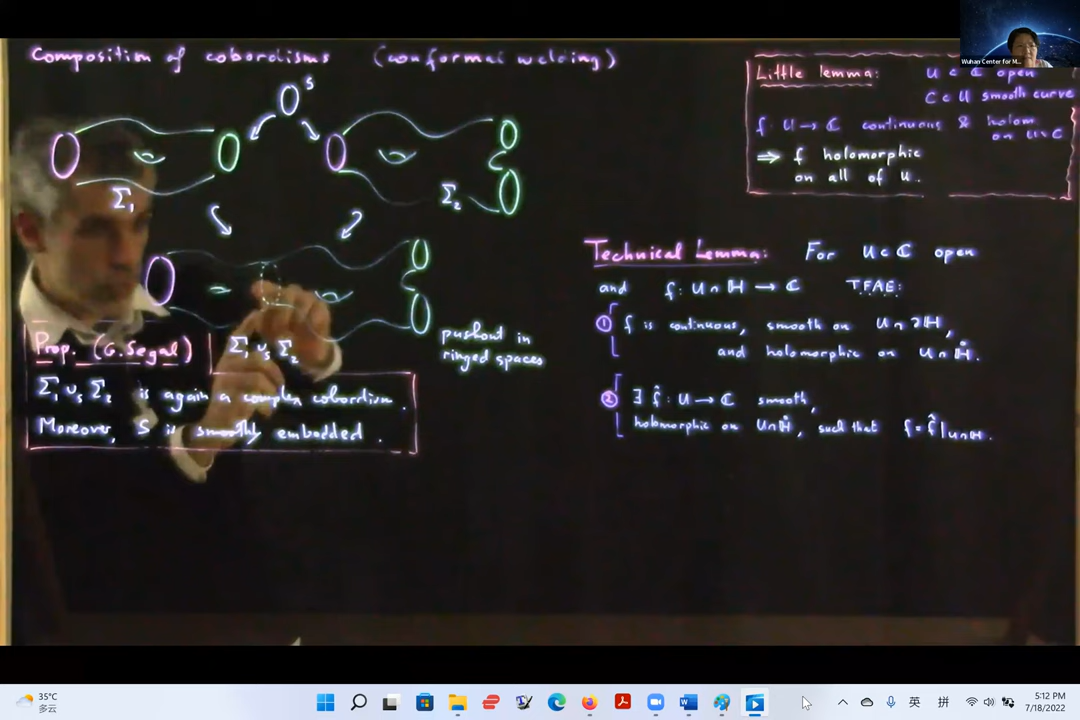 Composition of cobordisms (conformal welding)
S
Σ₁
Σ₂
Prop. (G. Segal)
Σ₁ ∪ₛ Σ₂
pushout in
ringed spaces
Σ₁ ∪ₛ Σ₂ is again a complex cobordism.
Moreover, S is smoothly embedded.
Little lemma: U ⊂ ℂ open
C ⊂ U smooth curve
f: U → ℂ continuous & holom.
on U∖C
⇒ f holomorphic
on all of U.
Technical Lemma: For U ⊂ ℂ open
and f: U ∩ ℍ → ℂ TFAE:
① f is continuous, smooth on U ∩ ∂ℍ,
and holomorphic on U ∩ ℍ̊.
② ∃ f̂: U → ℂ smooth,
holomorphic on U∩ℍ̊, such that f = f̂|U∩ℍ.
Wuhan Center for M...
35°C
多云
英
拼
5:12 PM
7/18/2022